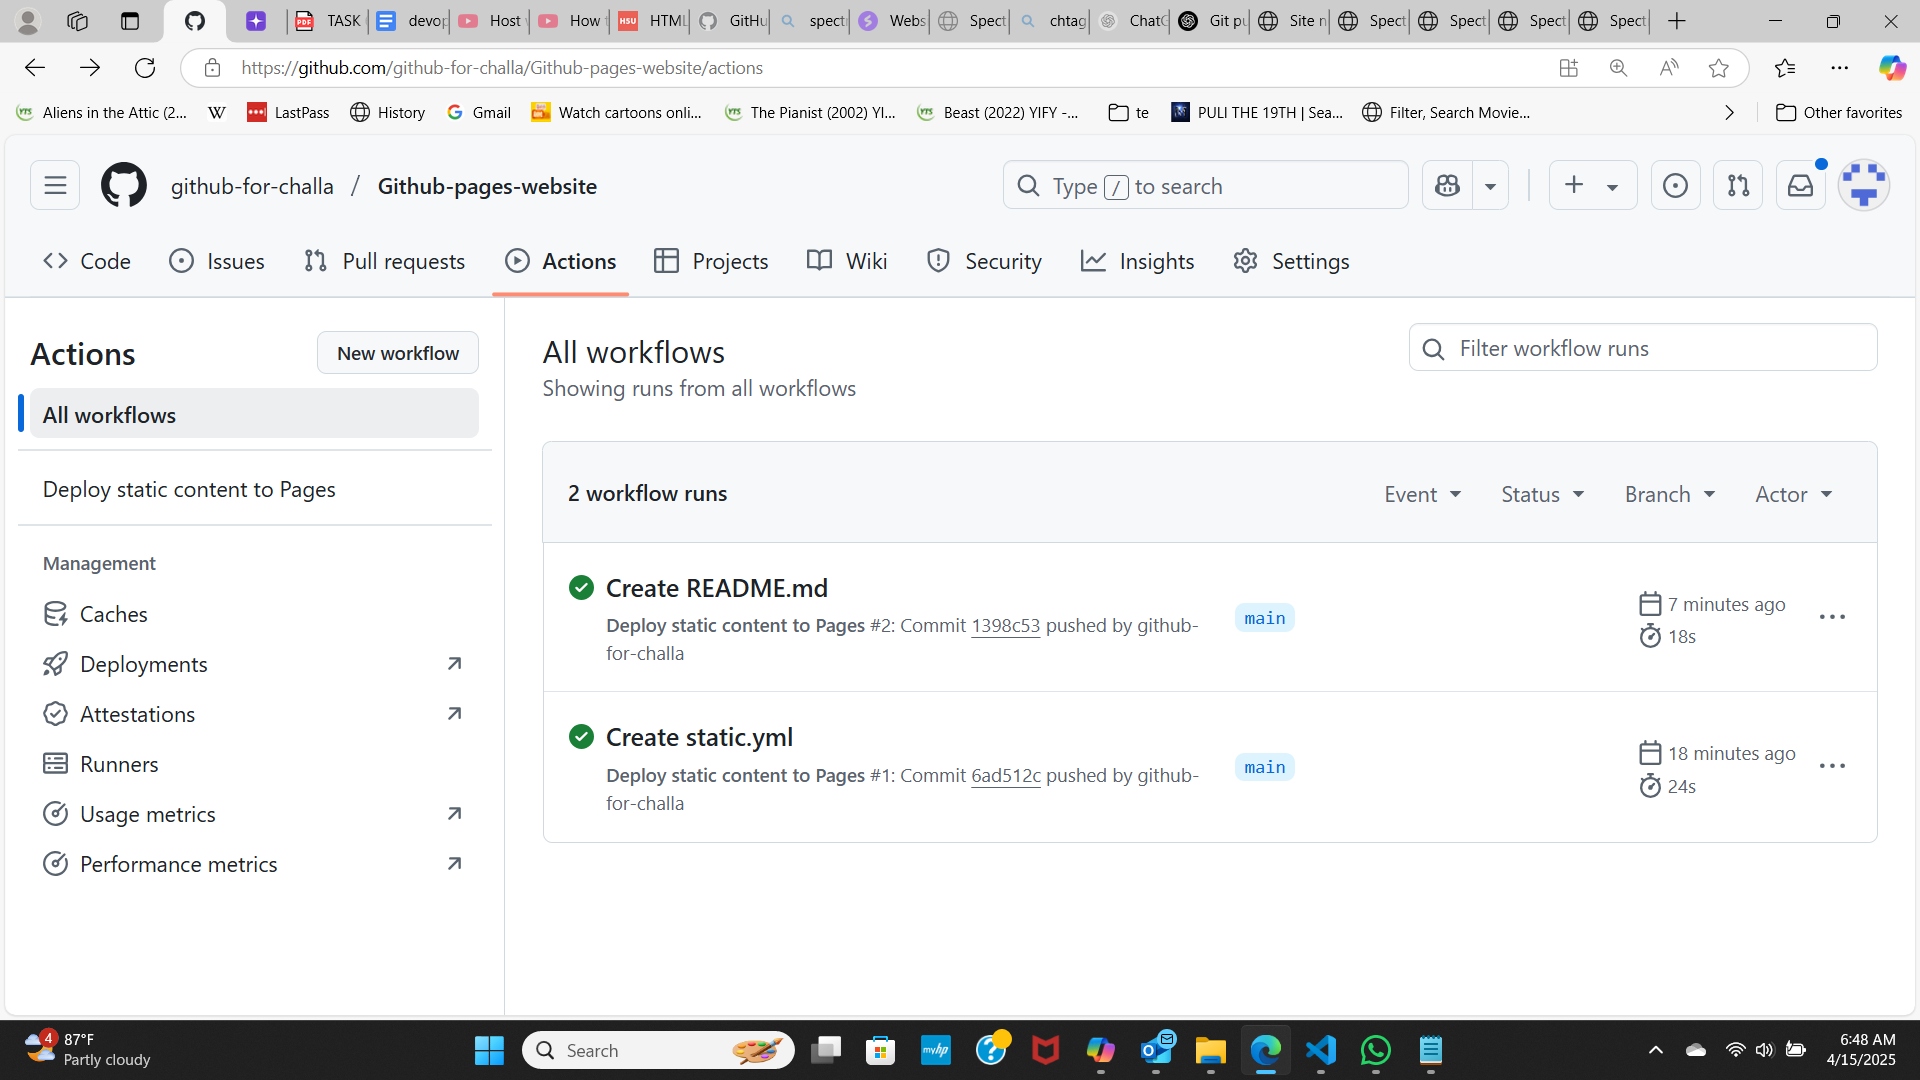 TASK
devop
Host
How t
HTML
GitHu
spect
Webs
Spect
chtag
ChatG
Git pu
Site n
Spect
Spect
Spect
Spect
https://github.com/github-for-challa/Github-pages-website/actions
Aliens in the Attic (2...
W
LastPass
History
Gmail
Watch cartoons onli...
The Pianist (2002) YI...
Beast (2022) YIFY -...
te
PULI THE 19TH | Sea...
Filter, Search Movie...
Other favorites
github-for-challa / Github-pages-website
Type / to search
Code
Issues
Pull requests
Actions
Projects
Wiki
Security
Insights
Settings
Actions
New workflow
All workflows
Deploy static content to Pages
Management
Caches
Deployments
Attestations
Runners
Usage metrics
Performance metrics
All workflows
Showing runs from all workflows
Filter workflow runs
2 workflow runs
Event
Status
Branch
Actor
Create README.md
Deploy static content to Pages #2: Commit 1398c53 pushed by github-
for-challa
main
7 minutes ago
18s
Create static.yml
Deploy static content to Pages #1: Commit 6ad512c pushed by github-
for-challa
main
18 minutes ago
24s
4
87°F
Partly cloudy
Search
myhp
6:48 AM
4/15/2025